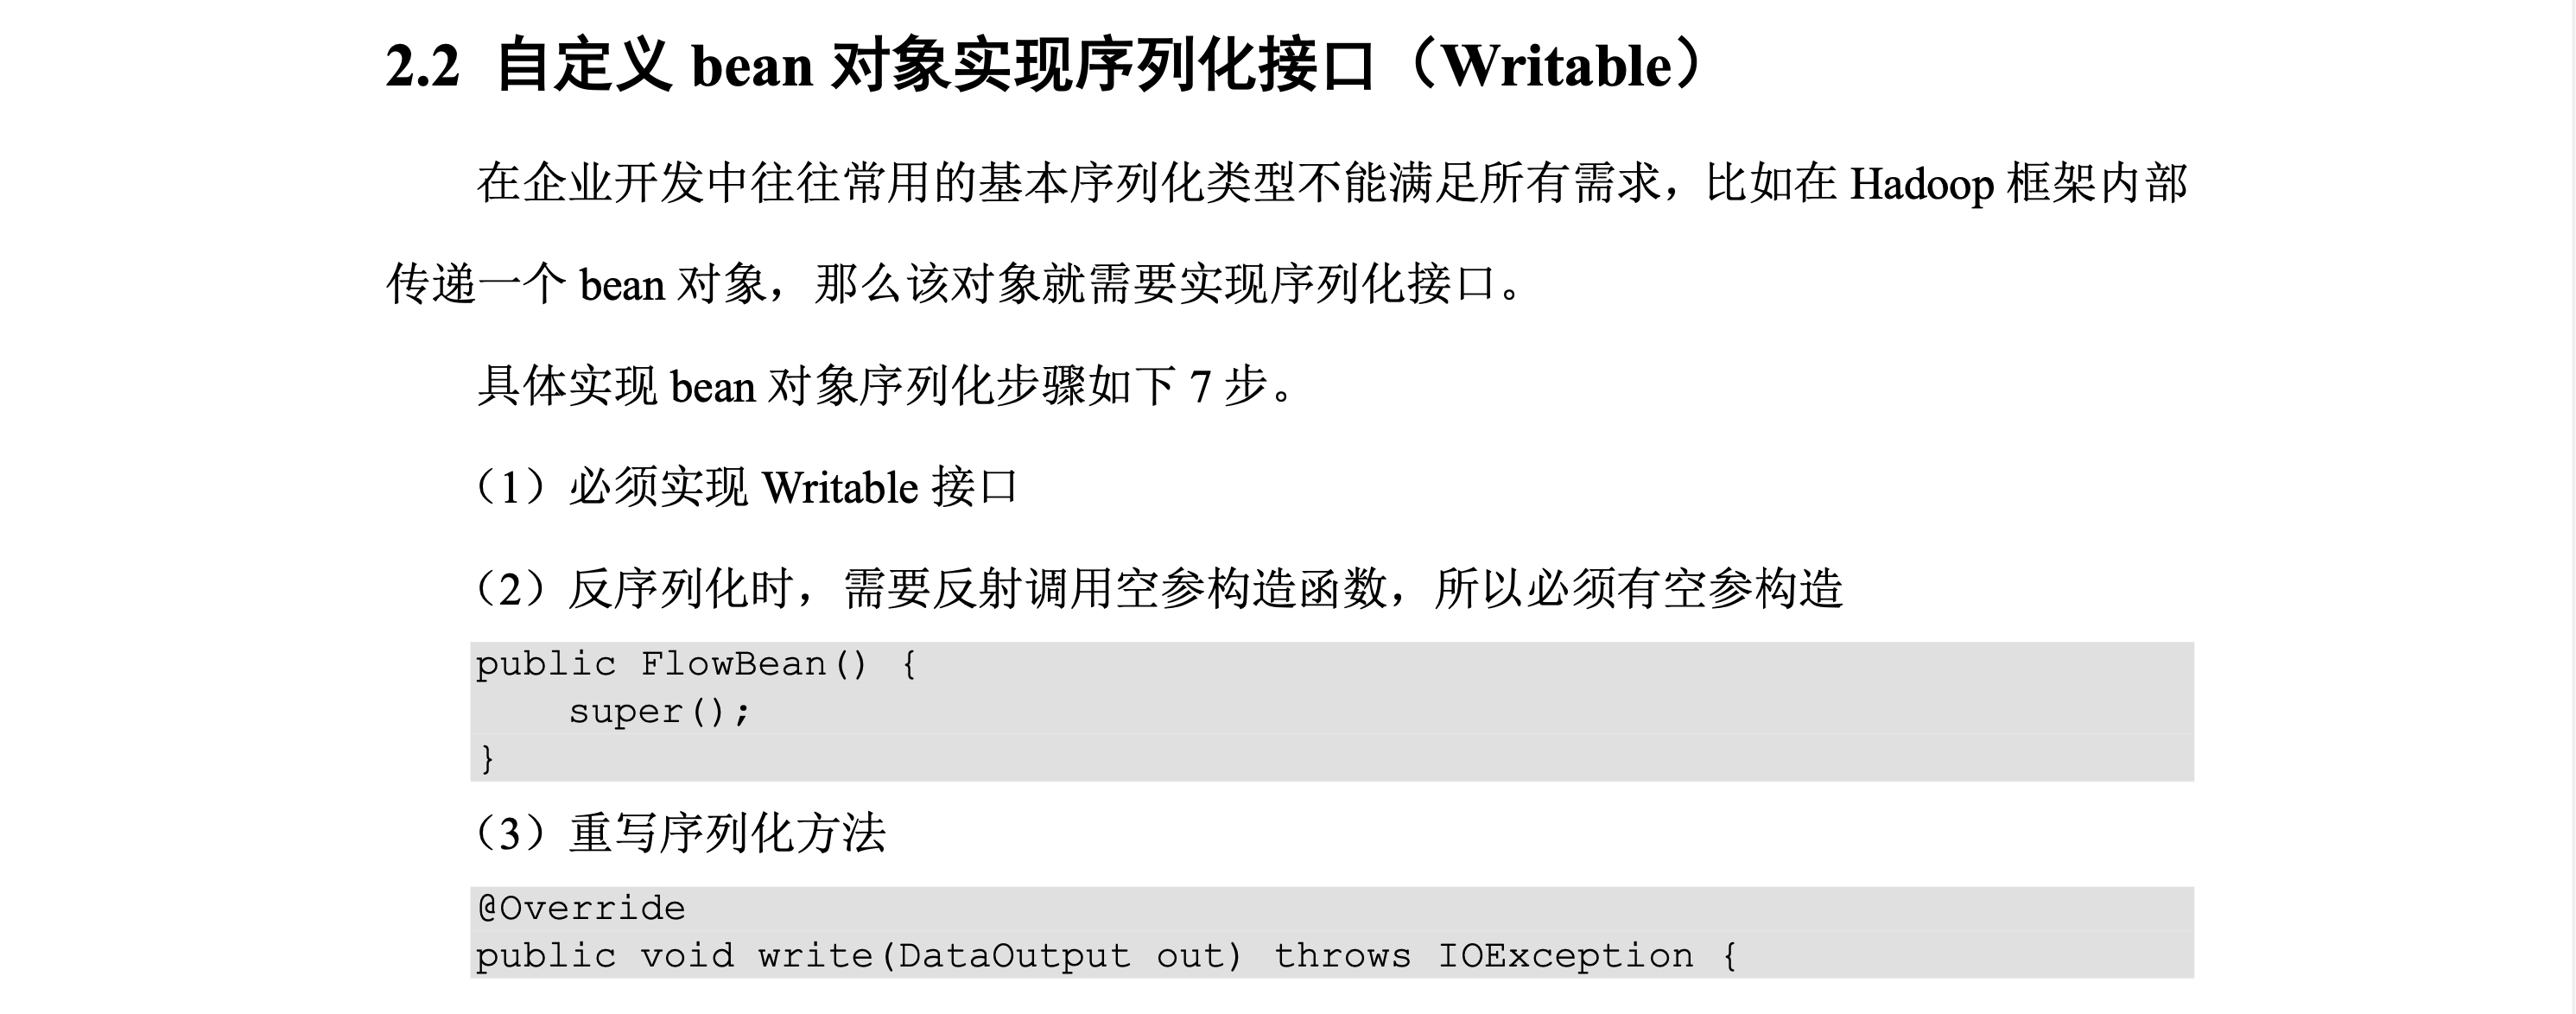 2.2 自定义 bean 对象实现序列化接口（Writable）
在企业开发中往往常用的基本序列化类型不能满足所有需求，比如在 Hadoop 框架内部
传递一个 bean 对象，那么该对象就需要实现序列化接口。
具体实现 bean 对象序列化步骤如下 7 步。
（1）必须实现 Writable 接口
（2）反序列化时，需要反射调用空参构造函数，所以必须有空参构造
public FlowBean() {
    super();
}
（3）重写序列化方法
@Override
public void write(DataOutput out) throws IOException {